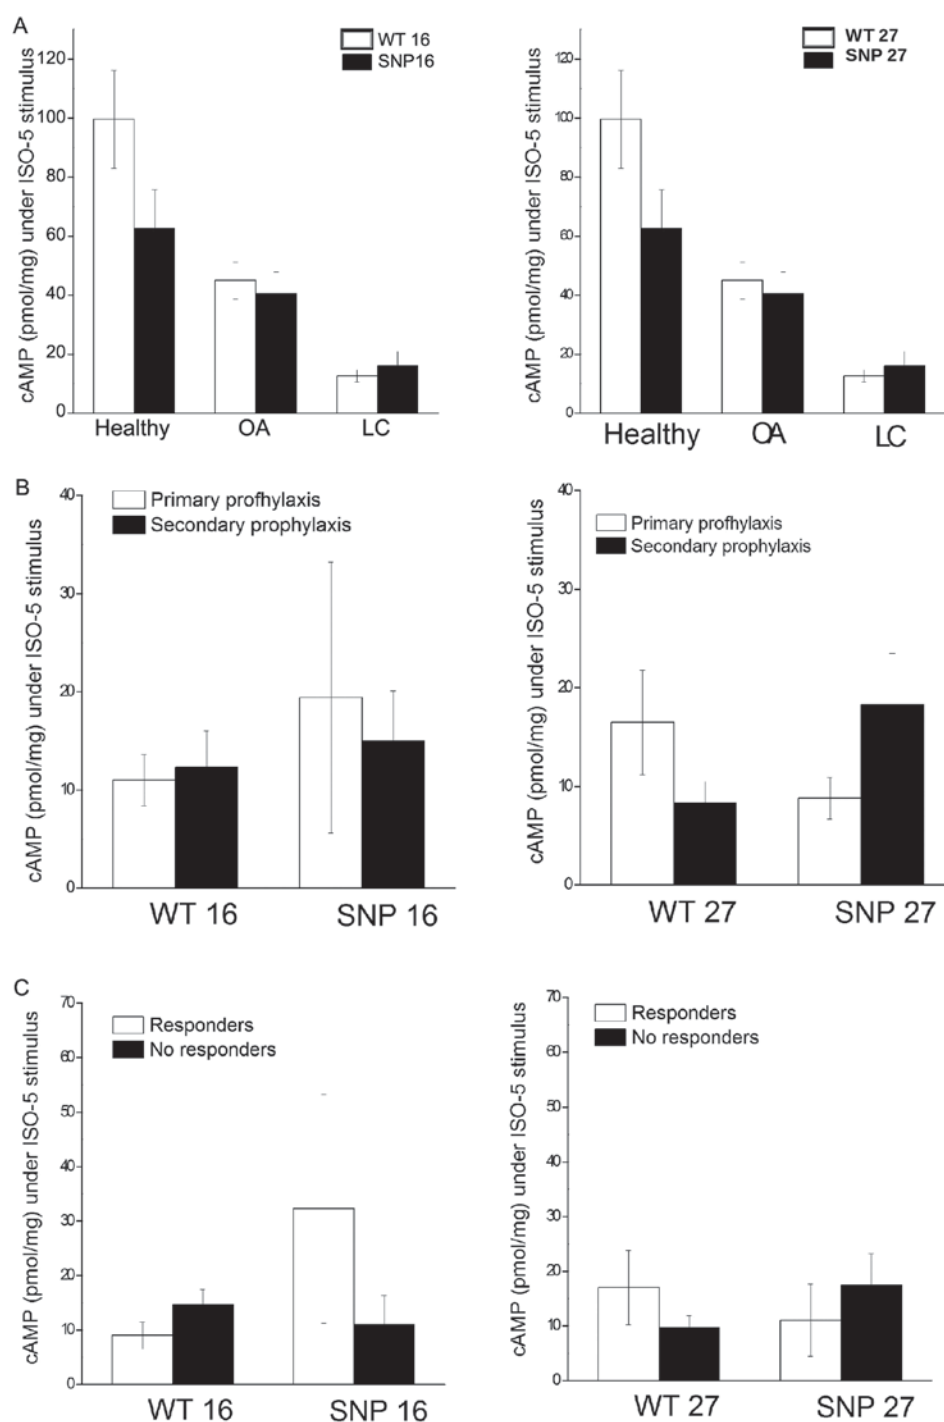 A
cAMP (pmol/mg) under ISO-5 stimulus
120
100
80
60
40
20
0
WT 16
SNP16
Healthy OA LC
cAMP (pmol/mg) under ISO-5 stimulus
120
100
80
60
40
20
0
WT 27
SNP 27
Healthy OA LC
B
cAMP (pmol/mg) under ISO-5 stimulus
40
30
20
10
0
Primary profhylaxis
Secondary prophylaxis
WT 16 SNP 16
cAMP (pmol/mg) under ISO-5 stimulus
40
30
20
10
0
Primary profhylaxis
Secondary prophylaxis
WT 27 SNP 27
C
cAMP (pmol/mg) under ISO-5 stimulus
70
60
50
40
30
20
10
0
Responders
No responders
WT 16 SNP 16
cAMP (pmol/mg) under ISO-5 stimulus
70
60
50
40
30
20
10
0
Responders
No responders
WT 27 SNP 27